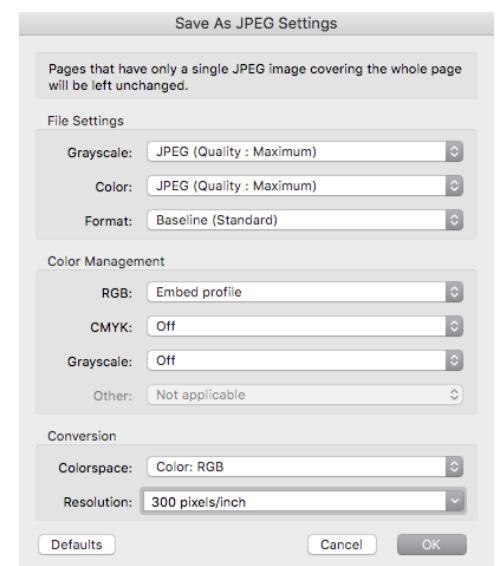 Save As JPEG Settings
Pages that have only a single JPEG image covering the whole page
will be left unchanged.
File Settings
Grayscale: JPEG (Quality : Maximum)
Color: JPEG (Quality : Maximum)
Format: Baseline (Standard)
Color Management
RGB: Embed profile
CMYK: Off
Grayscale: Off
Other: Not applicable
Conversion
Colorspace: Color: RGB
Resolution: 300 pixels/inch
Defaults Cancel OK